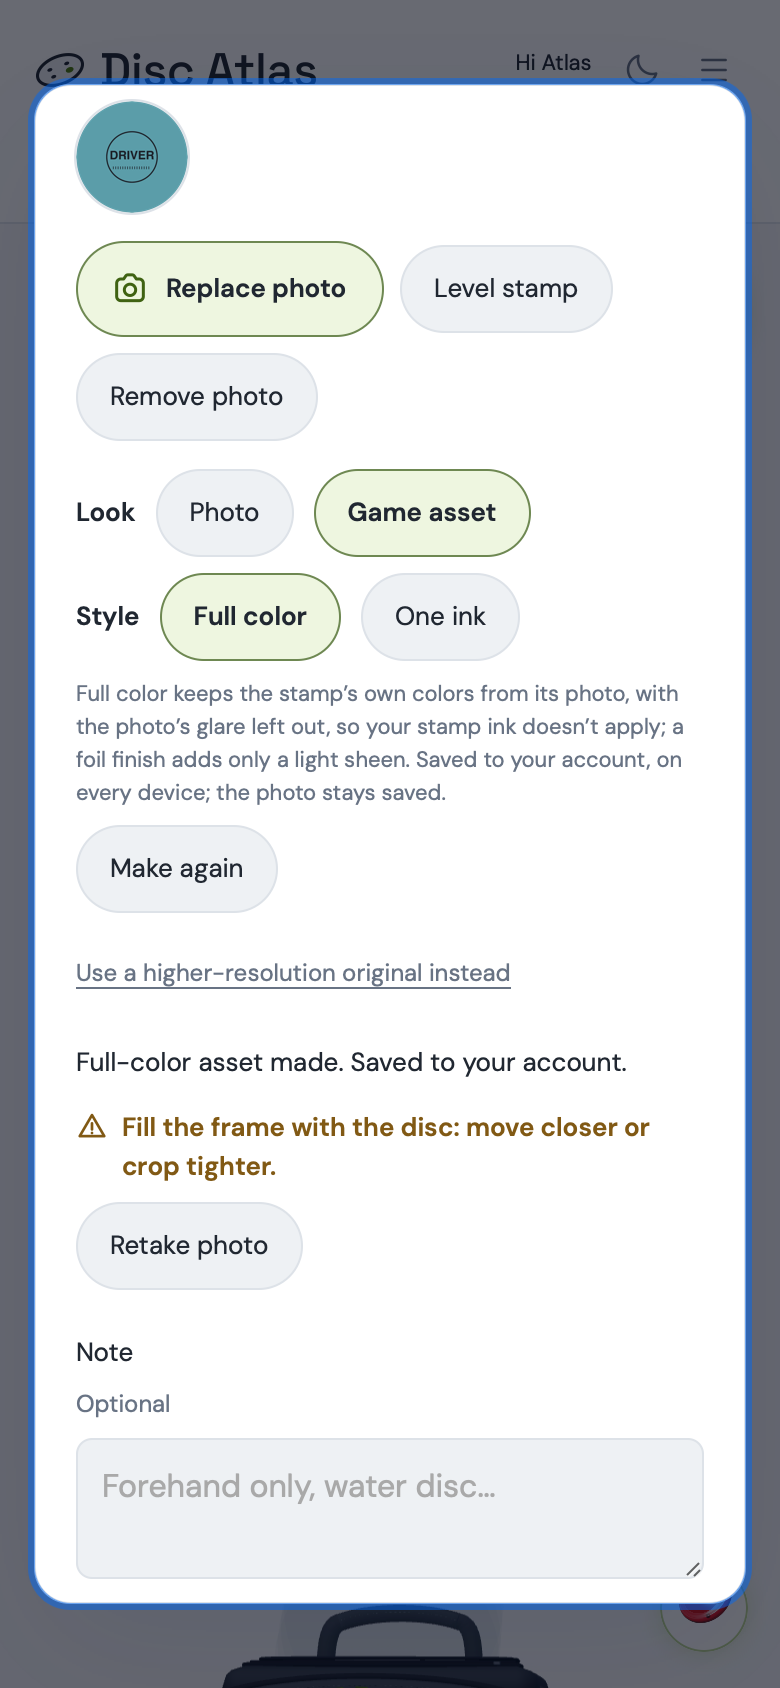 Disc Atlas
Hi Atlas
DRIVER
Replace photo
Level stamp
Remove photo
Look
Photo
Game asset
Style
Full color
One ink
Full color keeps the stamp’s own colors from its photo, with
the photo’s glare left out, so your stamp ink doesn’t apply; a
foil finish adds only a light sheen. Saved to your account, on
every device; the photo stays saved.
Make again
Use a higher-resolution original instead
Full-color asset made. Saved to your account.
Fill the frame with the disc: move closer or
crop tighter.
Retake photo
Note
Optional
Forehand only, water disc…